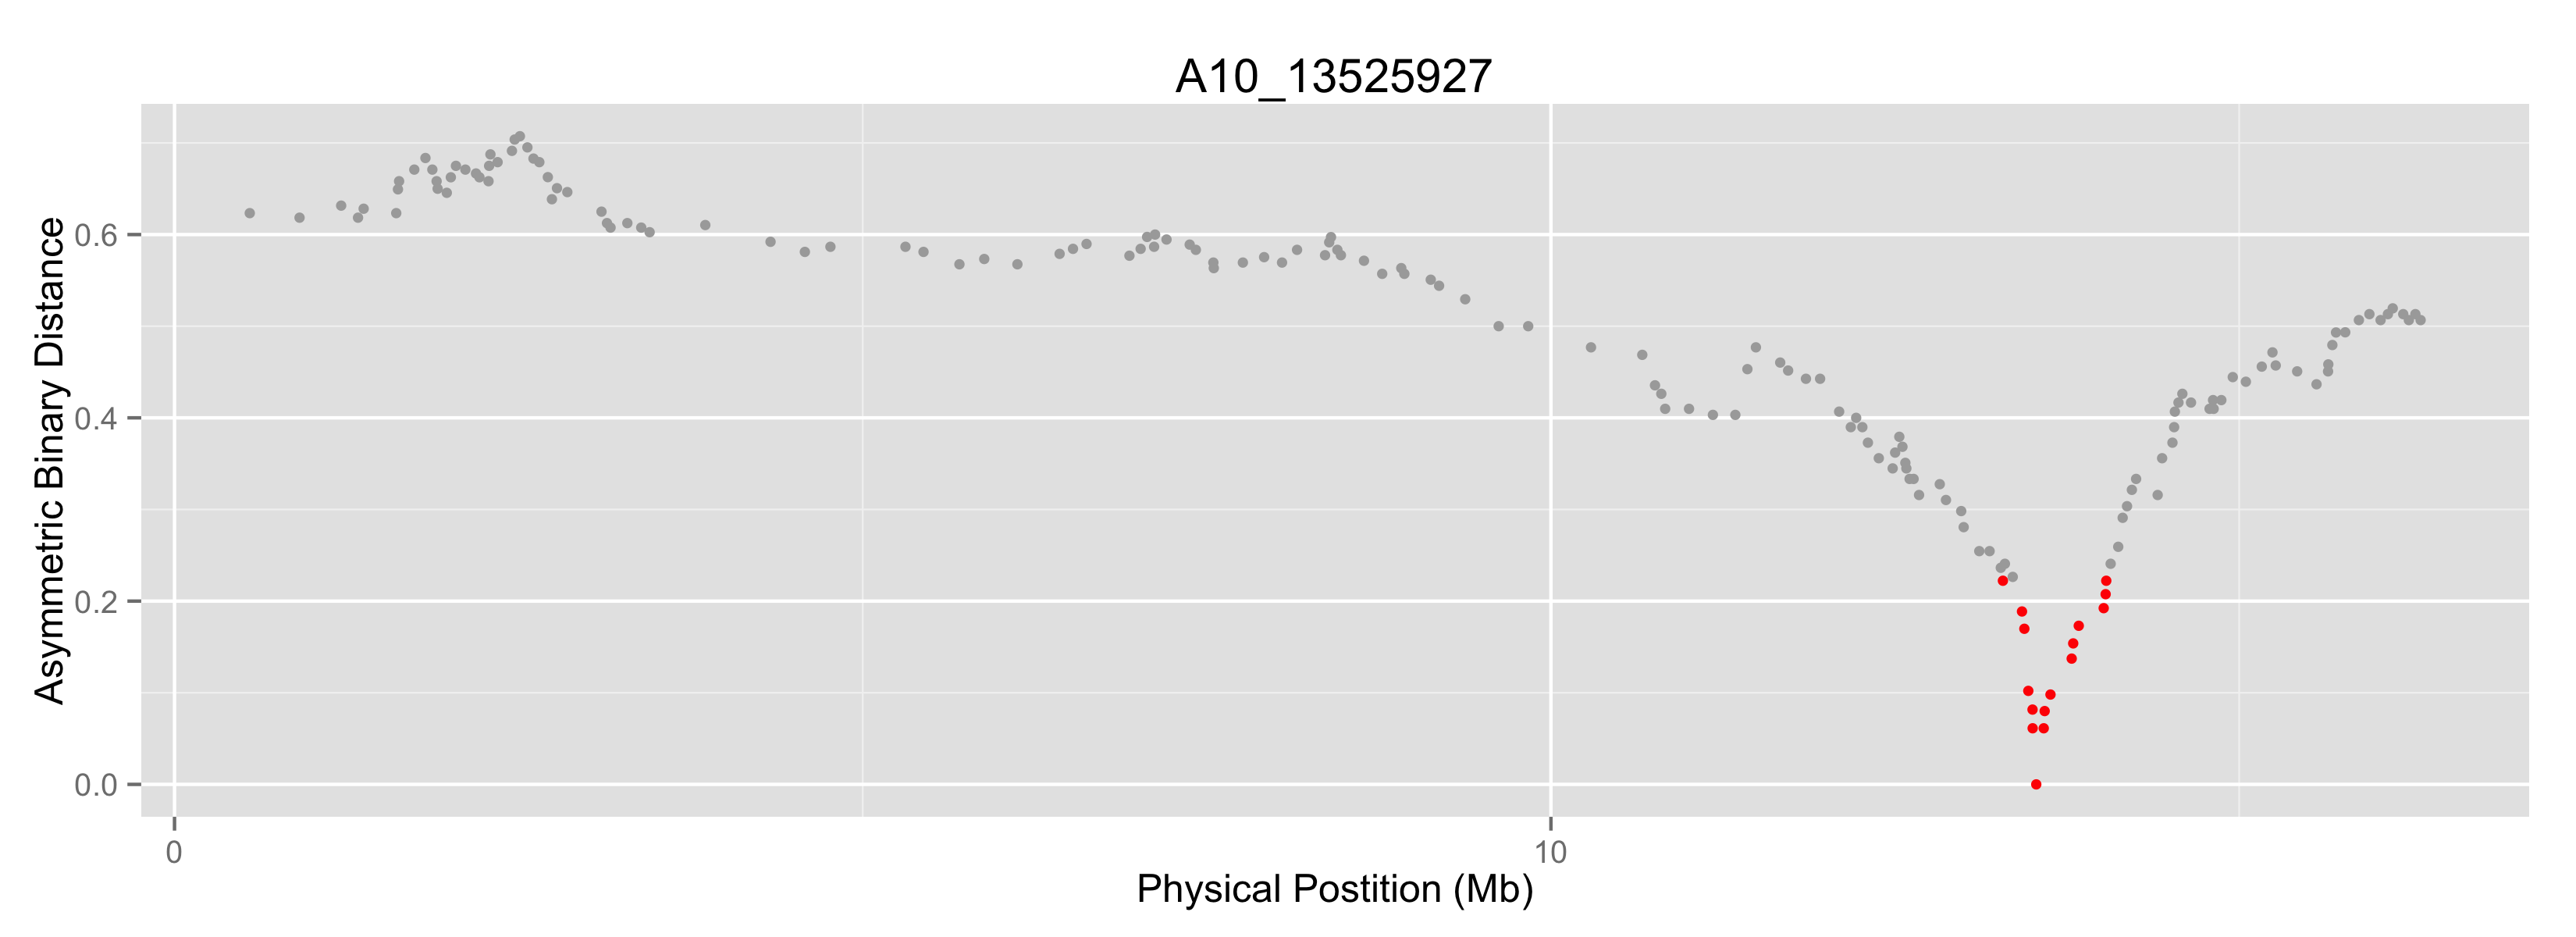 A10_13525927
Asymmetric Binary Distance
0.6
0.4
0.2
0.0
0
10
Physical Postition (Mb)